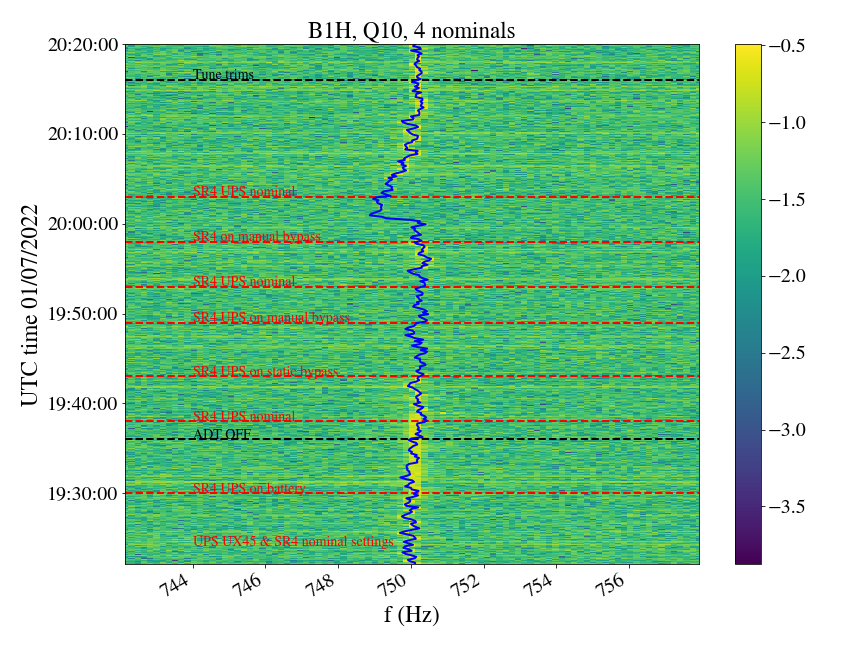 B1H, Q10, 4 nominals
20:20:00
Tune trims
20:10:00
SR4 UPS nominal
20:00:00
SR4 on manual bypass
SR4 UPS nominal
19:50:00
SR4 UPS on manual bypass
SR4 UPS on static bypass
19:40:00
SR4 UPS nominal
ADT OFF
19:30:00
SR4 UPS on battery
UPS UX45 & SR4 nominal settings
UTC time 01/07/2022
744
746
748
750
752
754
756
f (Hz)
−0.5
−1.0
−1.5
−2.0
−2.5
−3.0
−3.5